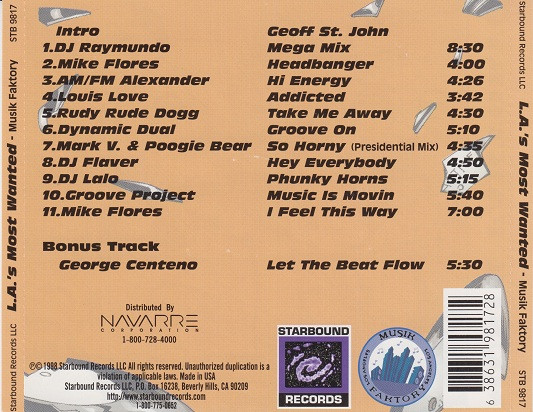 Intro Geoff St. John
1.DJ Raymundo Mega Mix 8:30
2.Mike Flores Headbanger 4:00
3.AM/FM Alexander Hi Energy 4:26
4.Louis Love Addicted 3:42
5.Rudy Rude Dogg Take Me Away 4:30
6.Dynamic Dual Groove On 5:10
7.Mark V. & Poogie Bear So Horny (Presidential Mix) 4:35
8.DJ Flaver Hey Everybody 4:50
9.DJ Lalo Phunky Horns 5:15
10.Groove Project Music Is Movin 5:40
11.Mike Flores I Feel This Way 7:00
Bonus Track
George Centeno Let The Beat Flow 5:30
Distributed By
NAVARRE
CORPORATION
1-800-728-4000
℗©1998 Starbound Records LLC All rights reserved. Unauthorized duplication is a
violation of applicable laws. Made in USA
Starbound Records LLC, P.O. Box 16238, Beverly Hills, CA 90209
http://www.starboundrecords.com
1-800-775-0652
STARBOUND
RECORDS
MUSIK
FAKTORY
LOS ANGELES
6 38631 98172 8
Starbound Records LLC L.A.'s Most Wanted - Musik Faktory STB 9817
Starbound Records LLC L.A.'s Most Wanted - Musik Faktory STB 9817